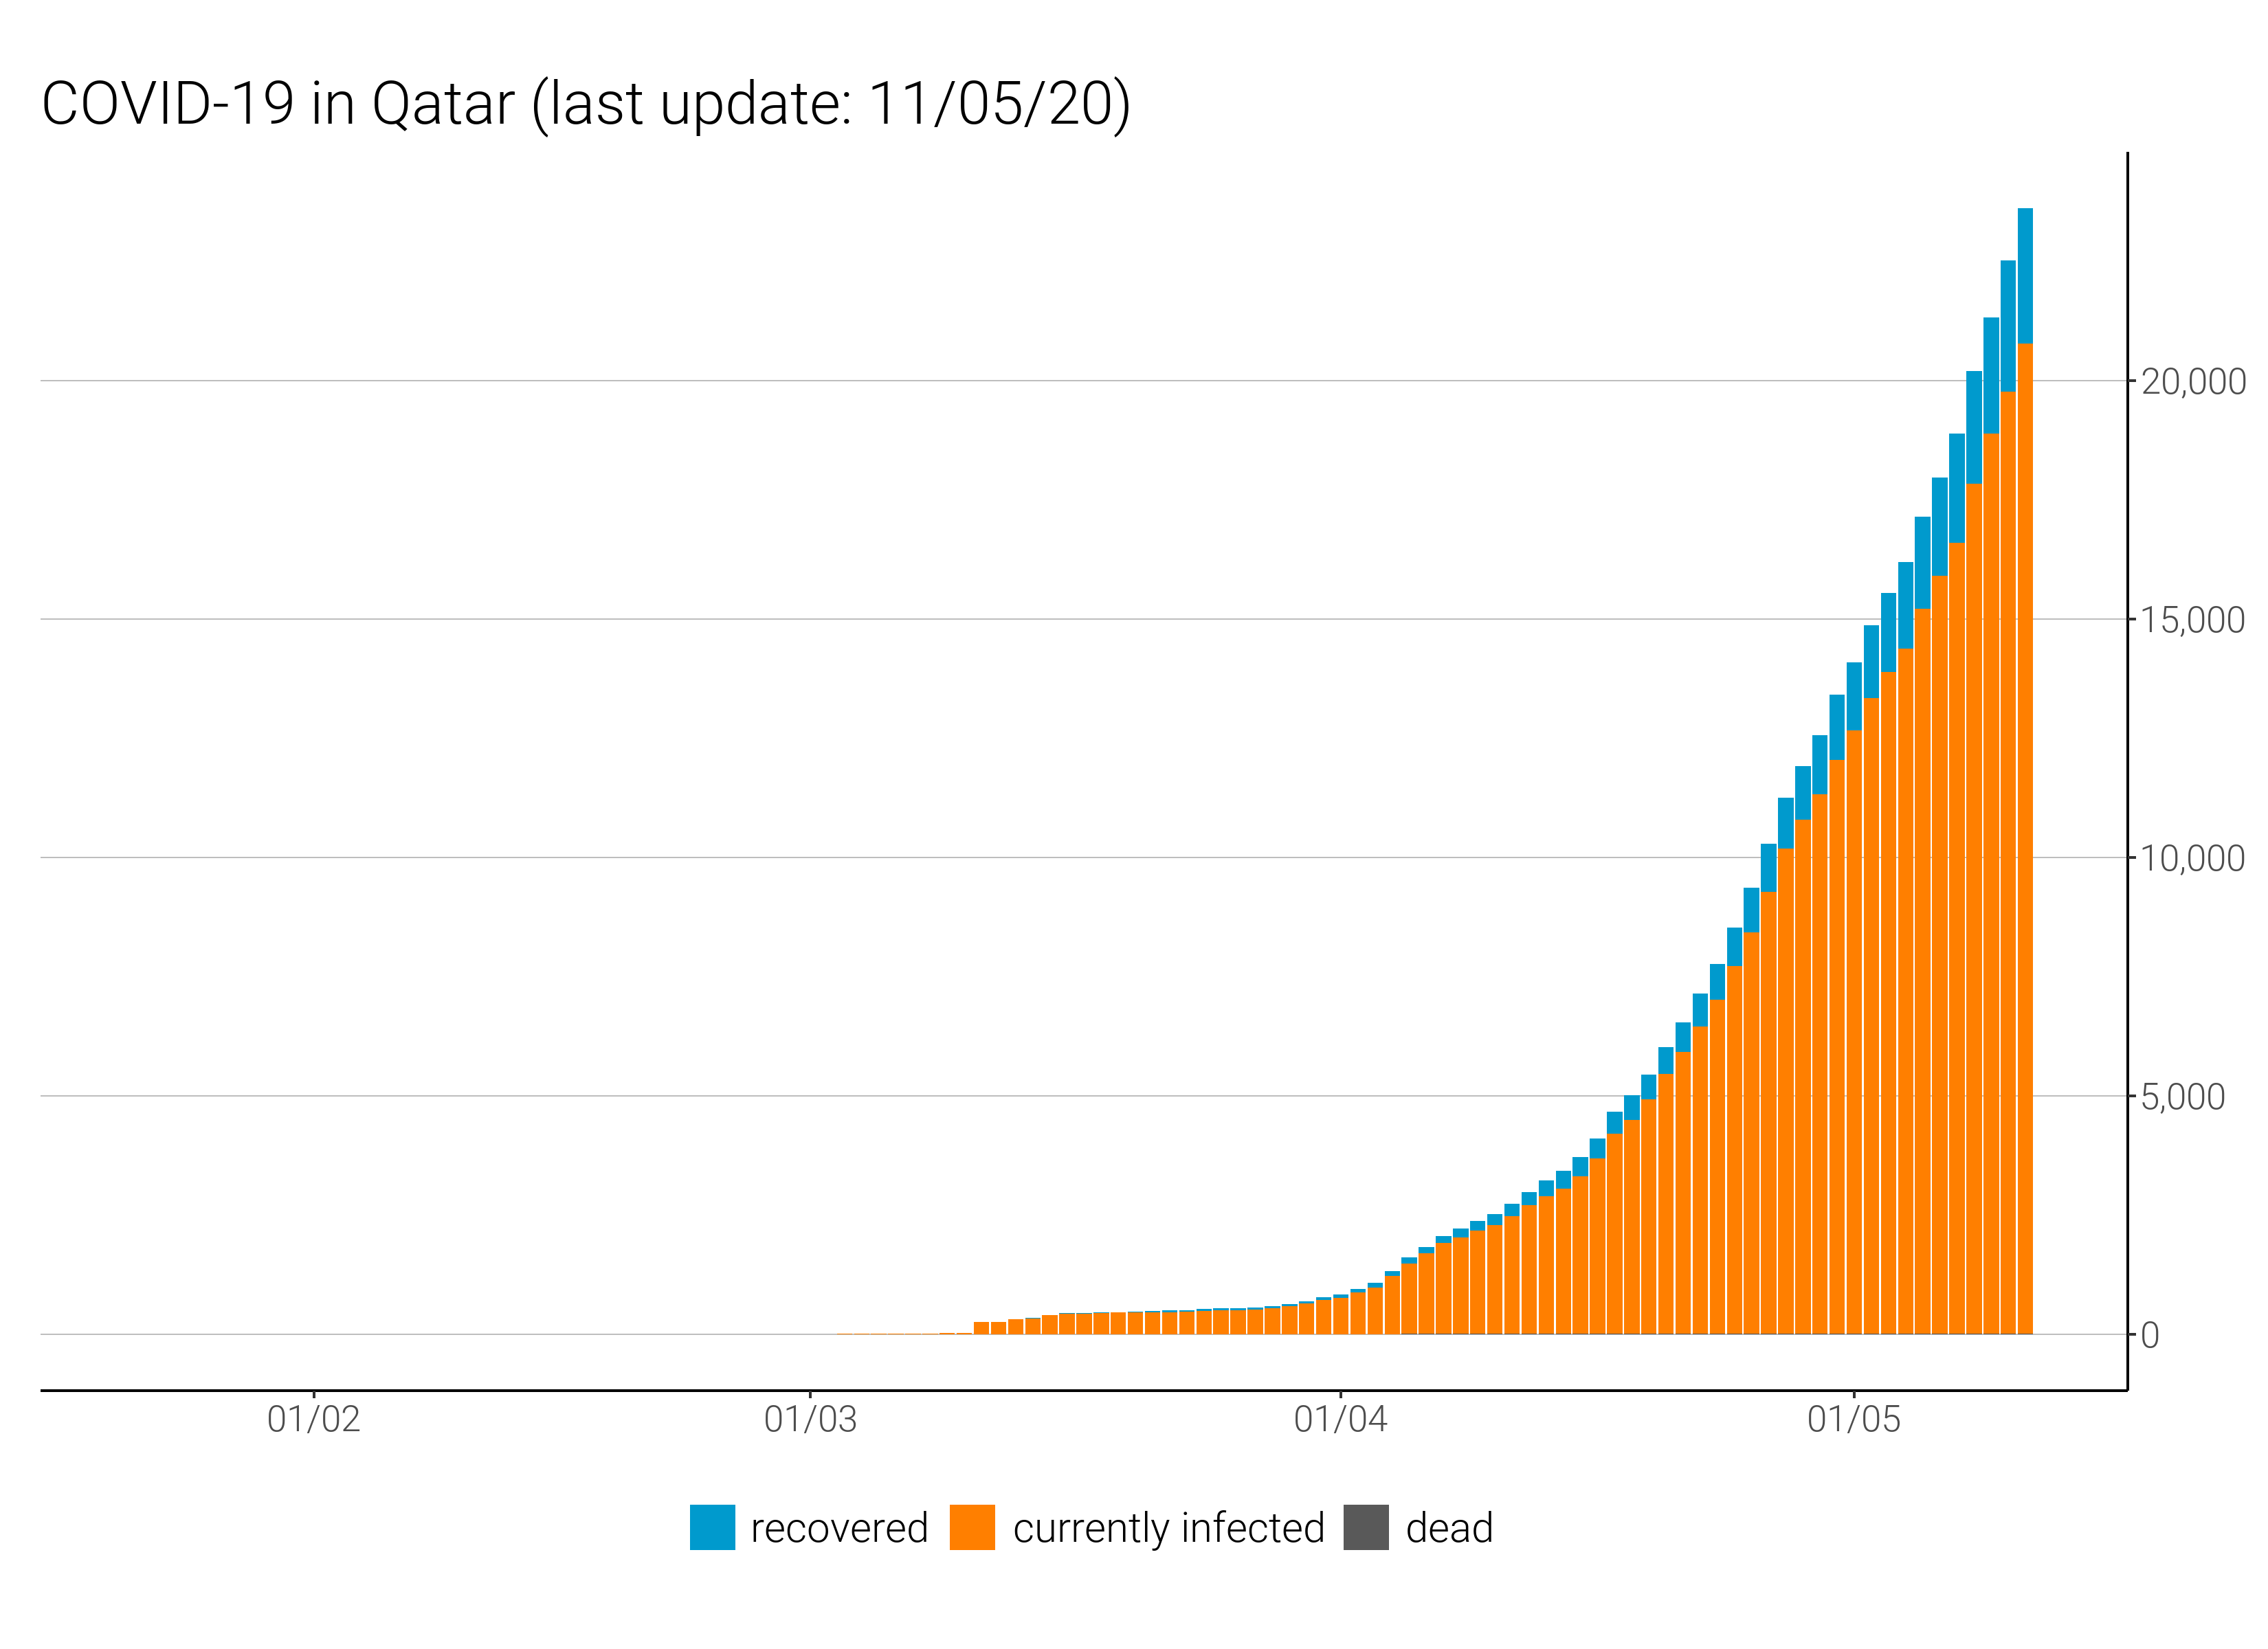 COVID-19 in Qatar (last update: 11/05/20)
20,000
15,000
10,000
5,000
0
01/02 01/03 01/04 01/05
recovered currently infected dead